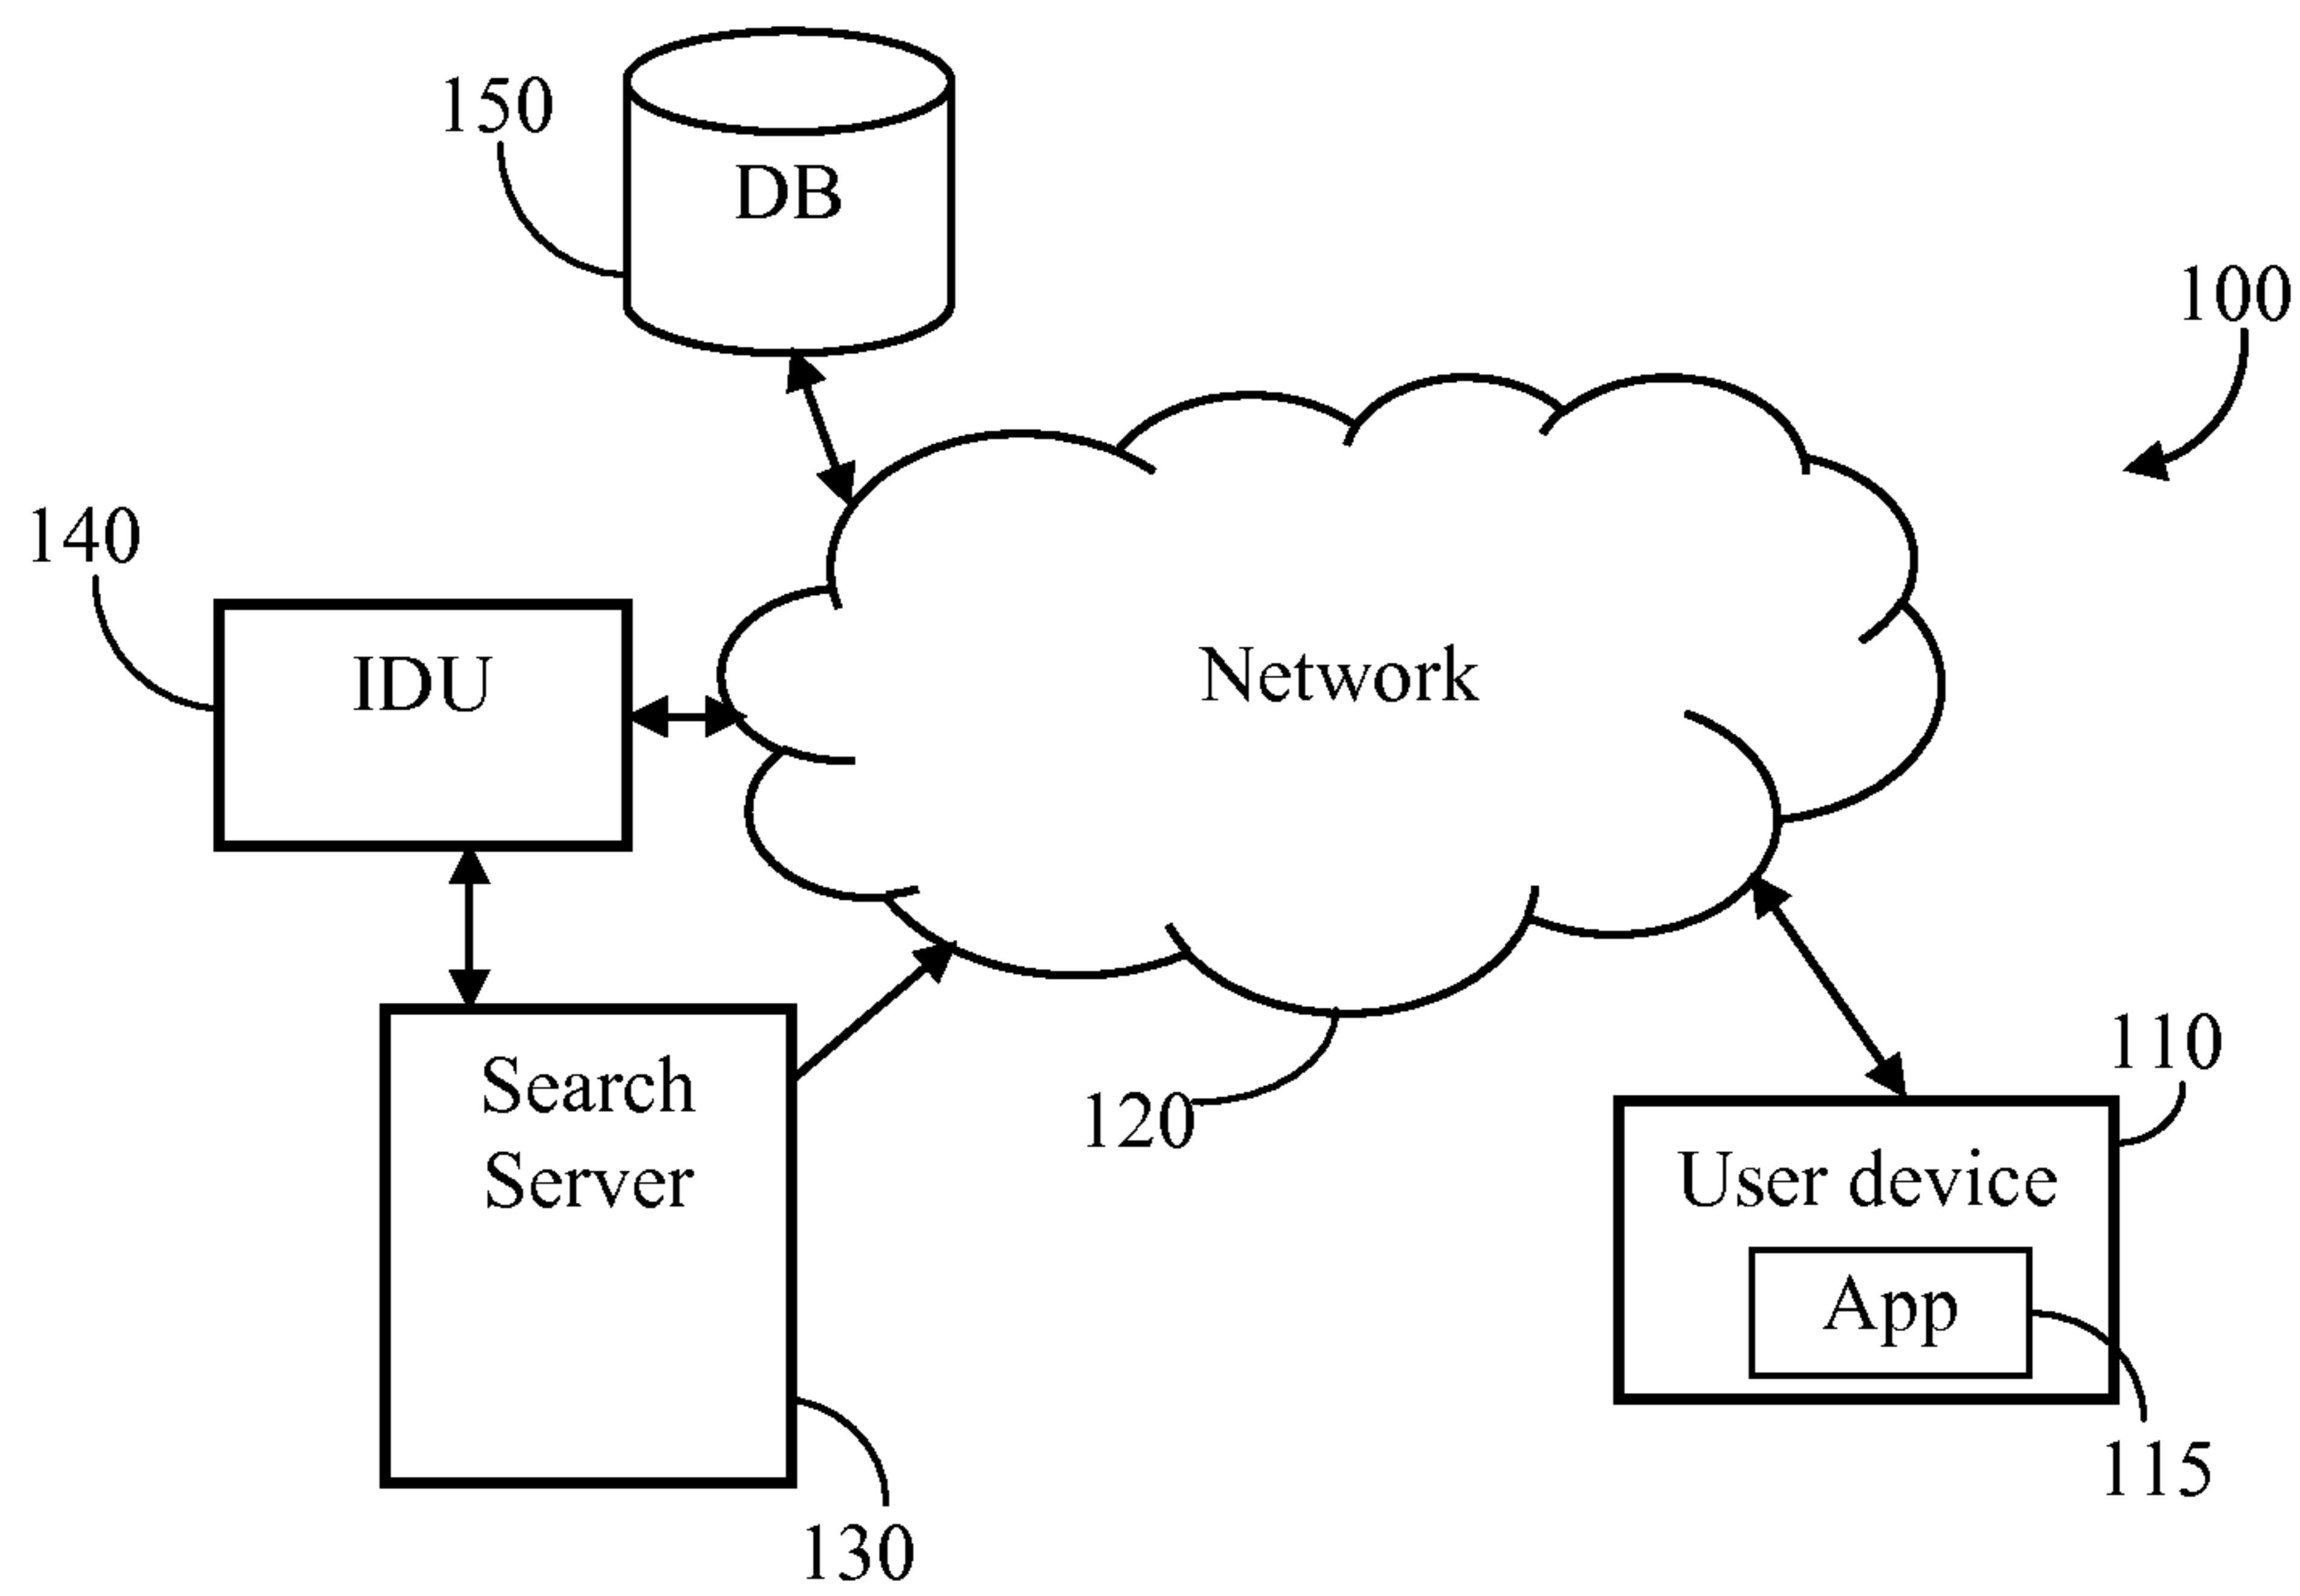 150
DB
100
140
IDU
Network
Search
Server
120
110
User device
App
115
130